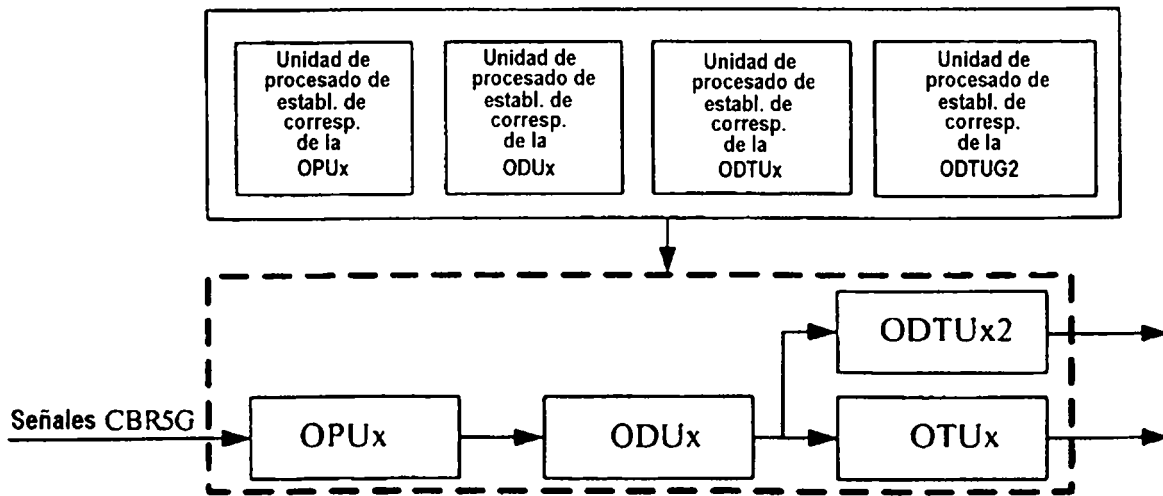 Unidad de
procesado de
establ. de
corresp.
de la
OPUx
Unidad de
procesado de
establ. de
corresp.
de la
ODUx
Unidad de
procesado de
establ. de
corresp.
de la
ODTUx
Unidad de
procesado de
establ. de
corresp.
de la
ODTUG2
ODTUx2
Señales CBR5G
OPUx
ODUx
OTUx